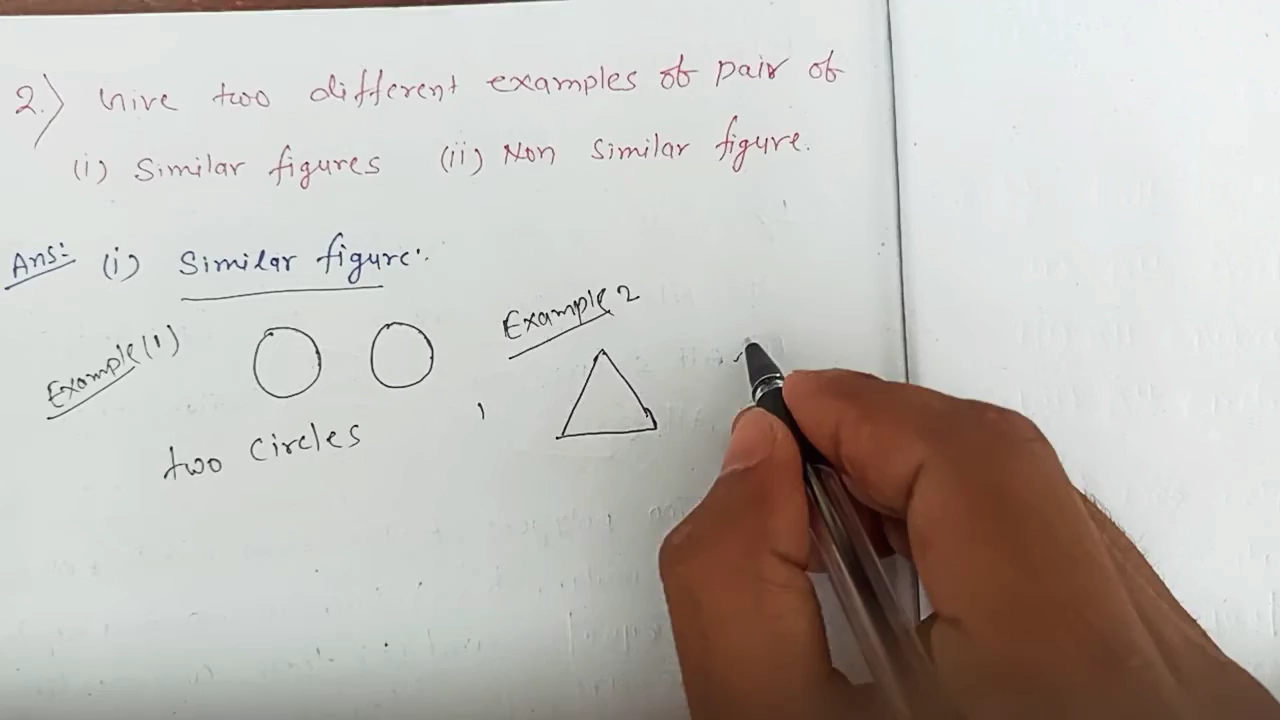 2.) Give two different examples of pair of
(i) Similar figures (ii) Non similar figure.
Ans: (i) Similar figure:
Example (1)
Example 2
two circles ,